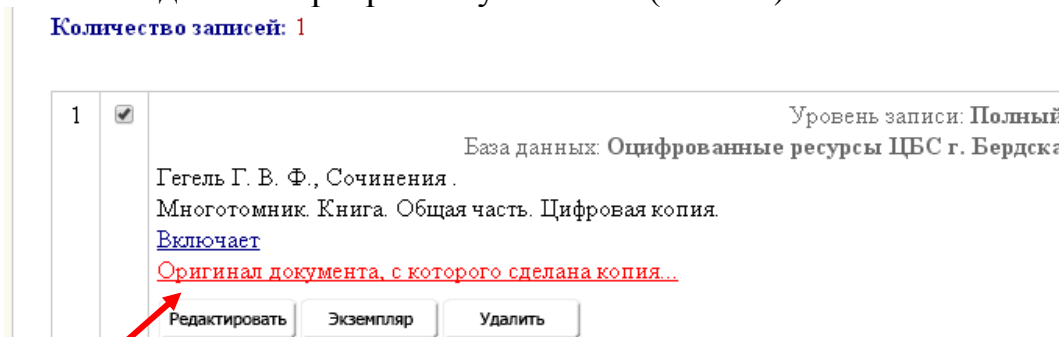 Количество записей: 1
1
Уровень записи: Полный
База данных: Оцифрованные ресурсы ЦБС г. Бердска
Гегель Г. В. Ф., Сочинения .
Многотомник. Книга. Общая часть. Цифровая копия.
Включает
Оригинал документа, с которого сделана копия...
Редактировать Экземпляр Удалить